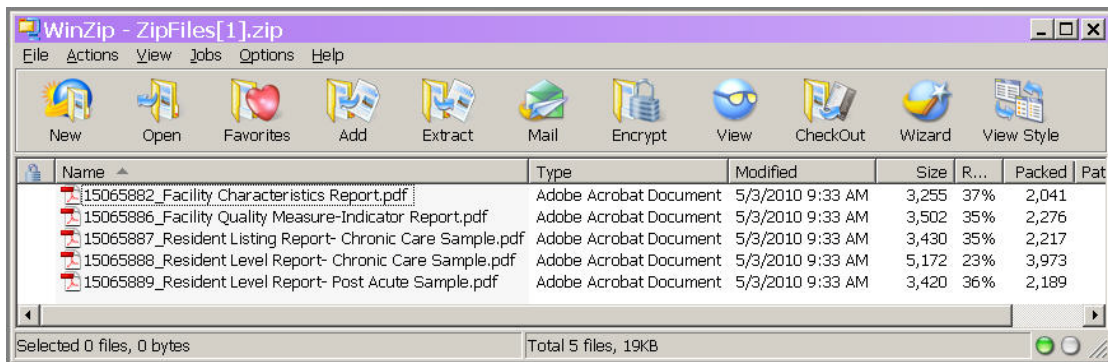 WinZip - ZipFiles[1].zip
File Actions View Jobs Options Help
New Open Favorites Add Extract Mail Encrypt View CheckOut Wizard View Style
Name Type Modified Size R... Packed Pat
15065882_Facility Characteristics Report.pdf Adobe Acrobat Document 5/3/2010 9:33 AM 3,255 37% 2,041
15065886_Facility Quality Measure-Indicator Report.pdf Adobe Acrobat Document 5/3/2010 9:33 AM 3,502 35% 2,276
15065887_Resident Listing Report- Chronic Care Sample.pdf Adobe Acrobat Document 5/3/2010 9:33 AM 3,430 35% 2,217
15065888_Resident Level Report- Chronic Care Sample.pdf Adobe Acrobat Document 5/3/2010 9:33 AM 5,172 23% 3,973
15065889_Resident Level Report- Post Acute Sample.pdf Adobe Acrobat Document 5/3/2010 9:33 AM 3,420 36% 2,189
Selected 0 files, 0 bytes Total 5 files, 19KB